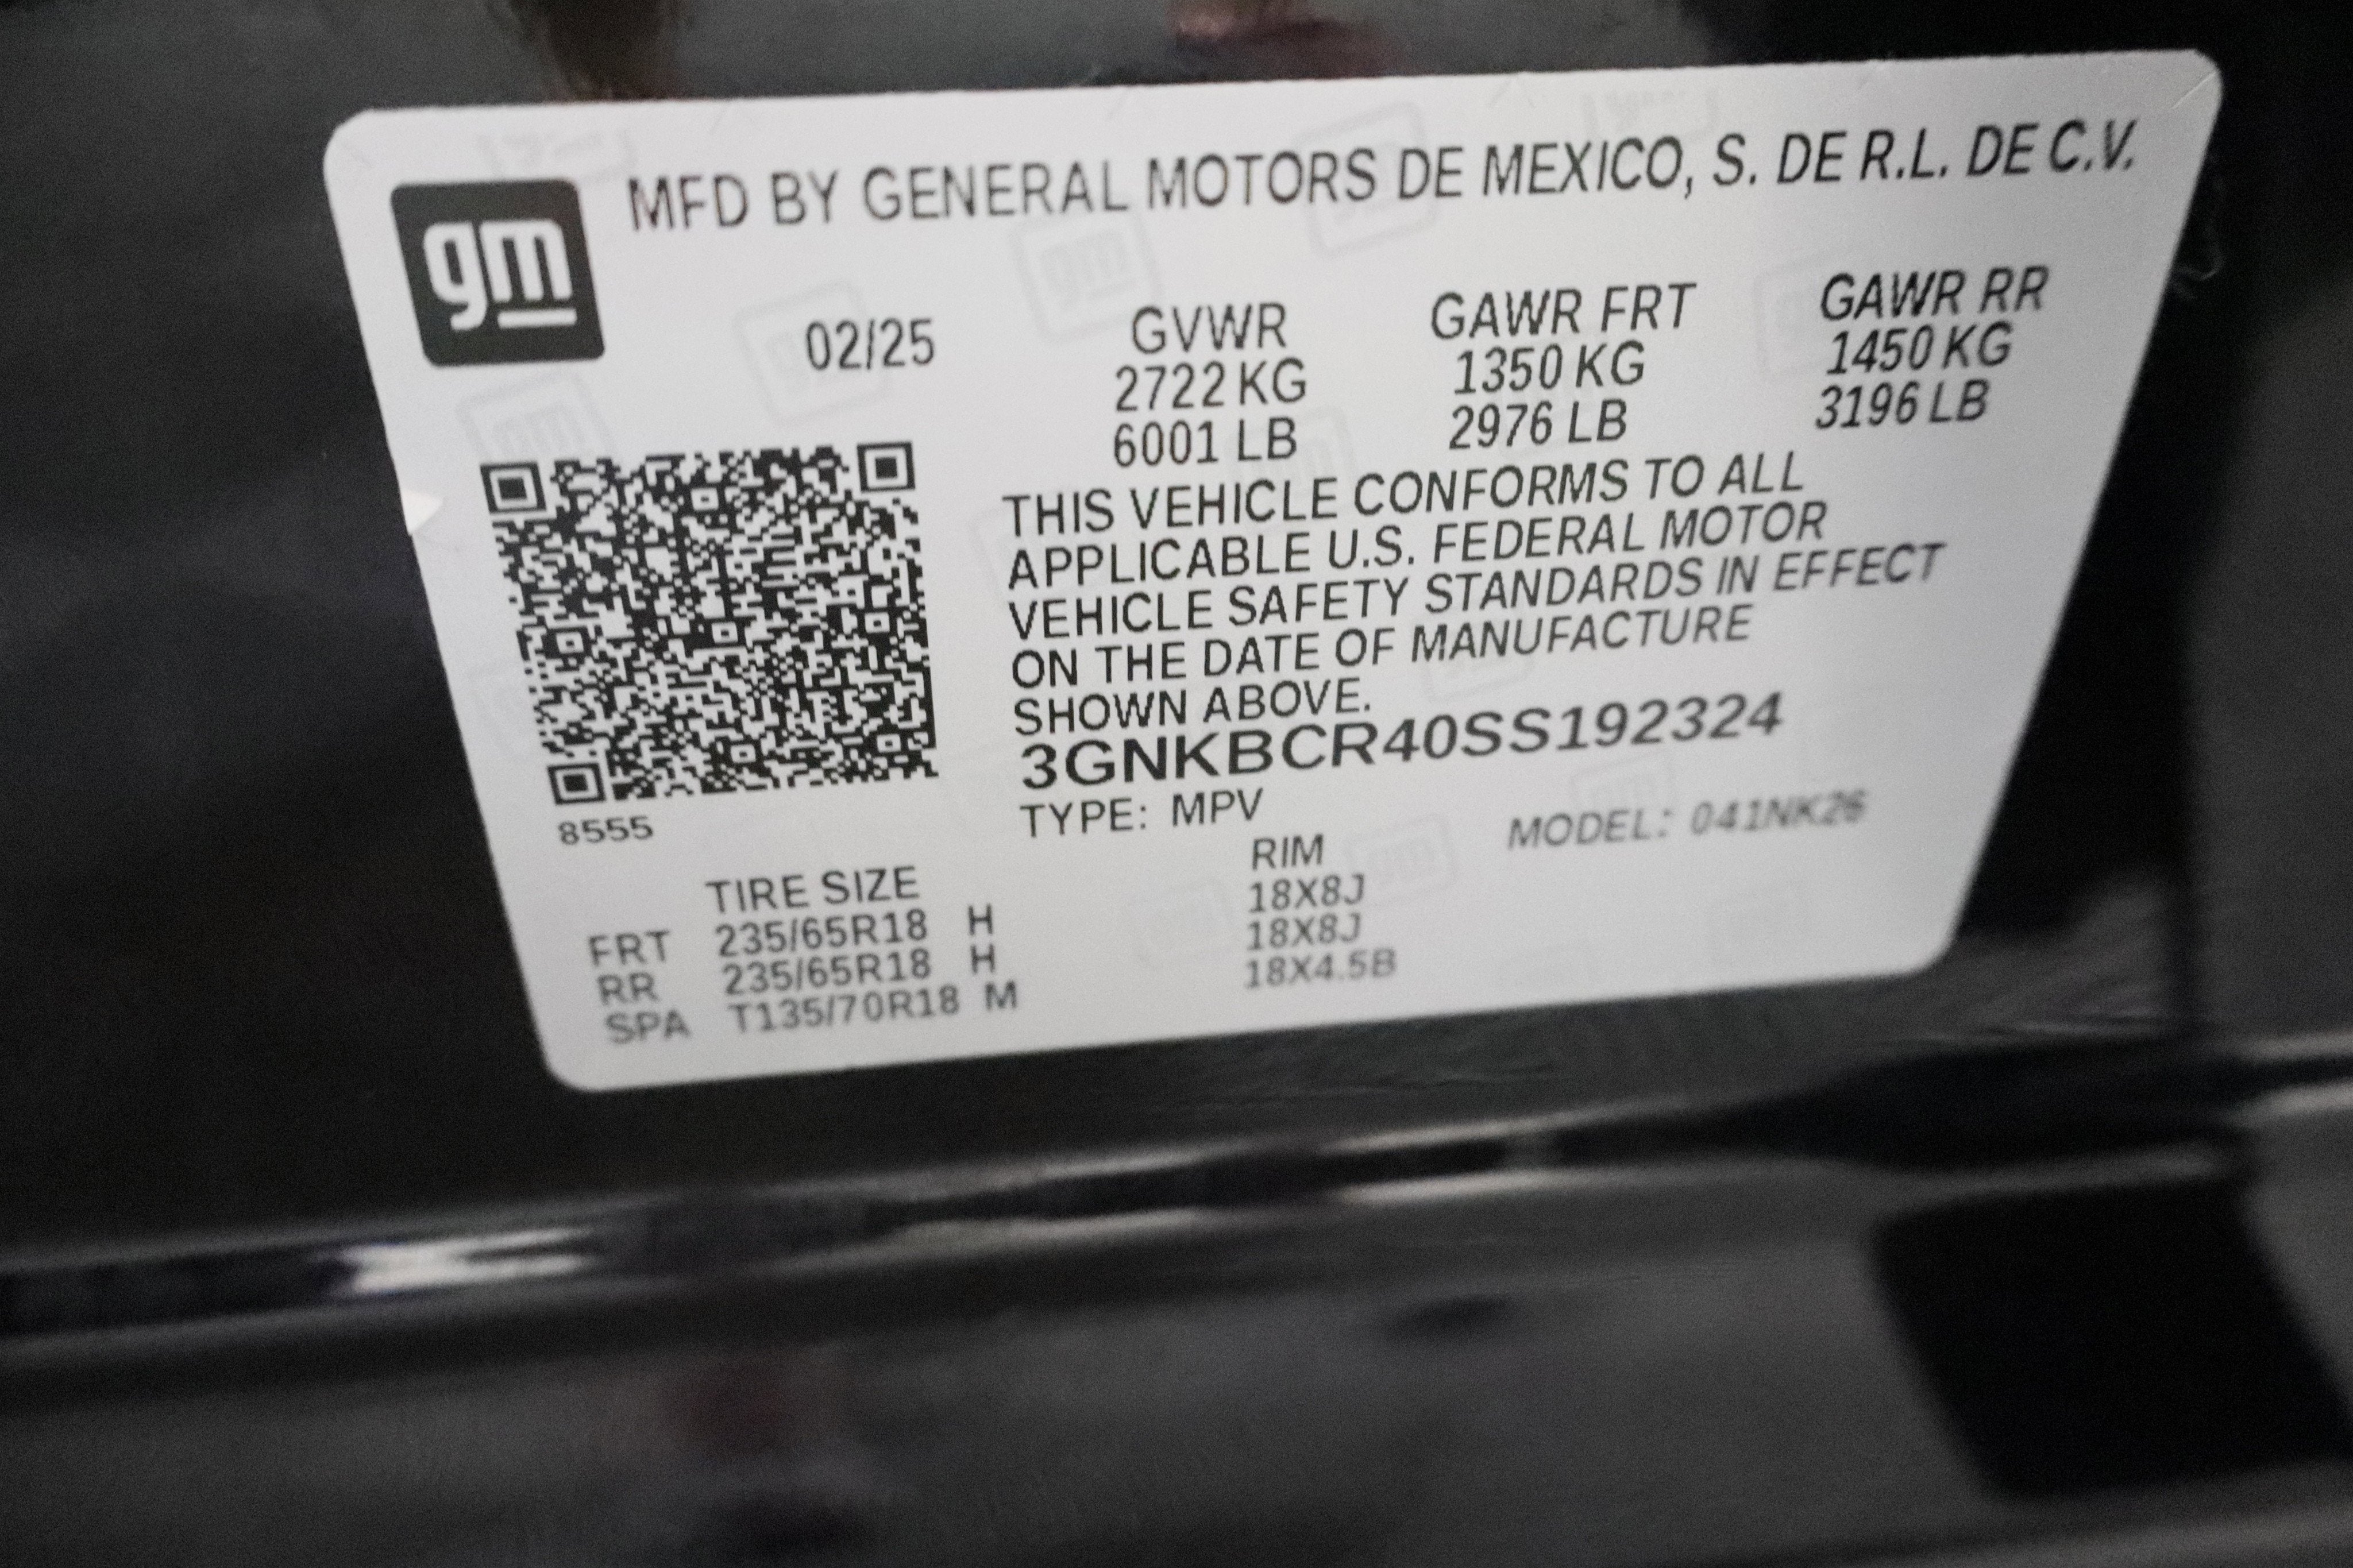 gm
MFD BY GENERAL MOTORS DE MEXICO, S. DE R.L. DE C.V.
02/25 GVWR GAWR FRT GAWR RR
2722 KG 1350 KG 1450 KG
6001 LB 2976 LB 3196 LB
THIS VEHICLE CONFORMS TO ALL
APPLICABLE U.S. FEDERAL MOTOR
VEHICLE SAFETY STANDARDS IN EFFECT
ON THE DATE OF MANUFACTURE
SHOWN ABOVE.
3GNKBCR40SS192324
TYPE: MPV MODEL: 041NK26
8555
TIRE SIZE RIM
FRT 235/65R18 H 18X8J
RR 235/65R18 H 18X8J
SPA T135/70R18 M 18X4.5B